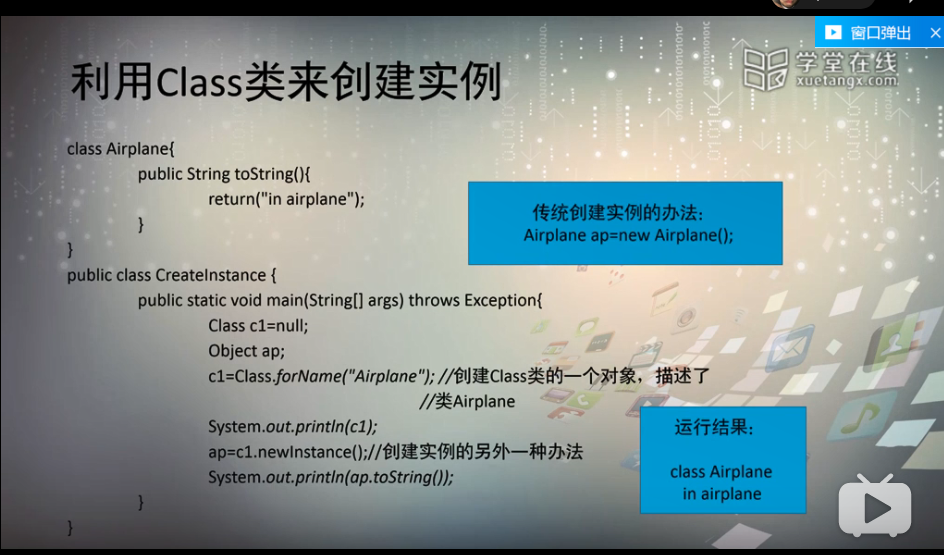 窗口弹出
学堂在线
xuetangx.com
利用Class类来创建实例
class Airplane{
public String toString(){
return("in airplane");
}
}
public class CreateInstance {
public static void main(String[] args) throws Exception{
Class c1=null;
Object ap;
c1=Class.forName("Airplane"); //创建Class类的一个对象，描述了
//类Airplane
System.out.println(c1);
ap=c1.newInstance();//创建实例的另外一种办法
System.out.println(ap.toString());
}
}
传统创建实例的办法:
Airplane ap=new Airplane();
运行结果:
class Airplane
in airplane